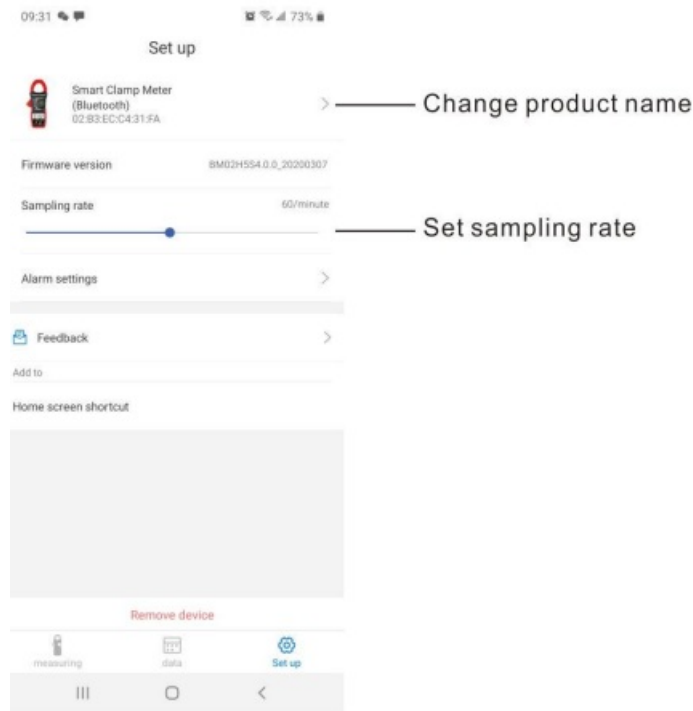 09:31 73%
Set up
Smart Clamp Meter
(Bluetooth)
02:B3:EC:C4:31:FA
Change product name
Firmware version BM02H5S4.0.0_20200307
Sampling rate 60/minute
Set sampling rate
Alarm settings
Feedback
Add to
Home screen shortcut
Remove device
measuring data Set up